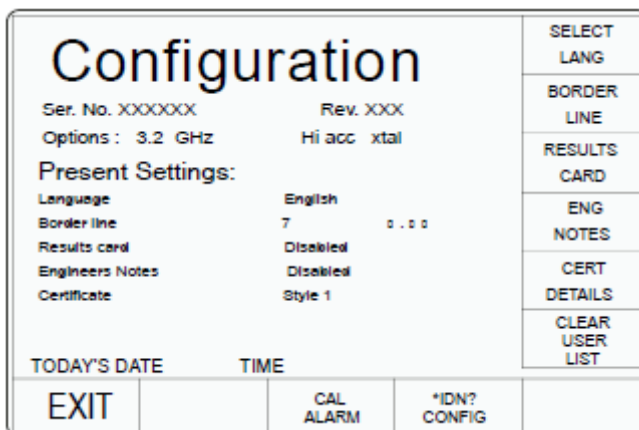 Configuration
Ser. No. XXXXXX Rev. XXX
Options : 3.2 GHz Hi acc xtal
Present Settings:
Language English
Border line 7 0.00
Results card Disabled
Engineers Notes Disabled
Certificate Style 1
TODAY'S DATE TIME
SELECT
LANG
BORDER
LINE
RESULTS
CARD
ENG
NOTES
CERT
DETAILS
CLEAR
USER
LIST
EXIT
CAL
ALARM
*IDN?
CONFIG